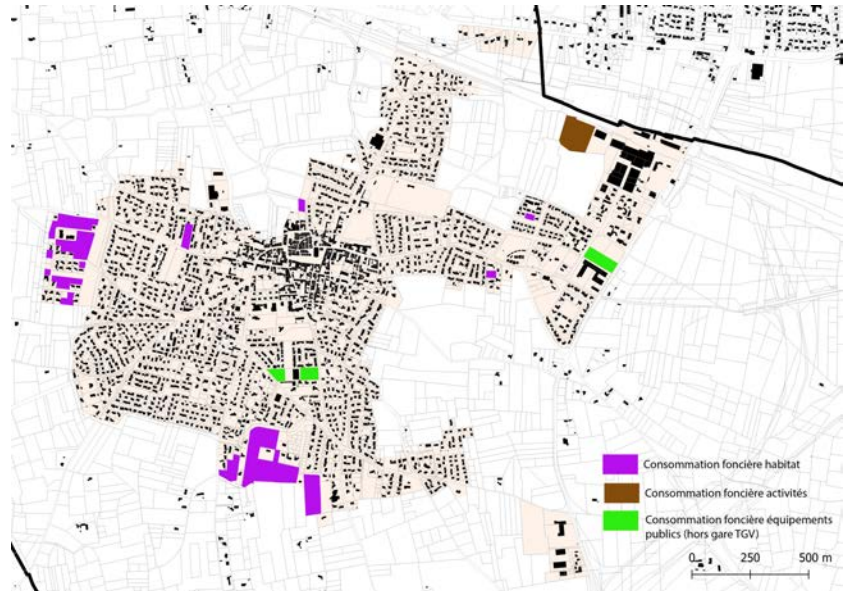 Consommation foncière habitat
Consommation foncière activités
Consommation foncière équipements
publics (hors gare TGV)
0 250 500 m